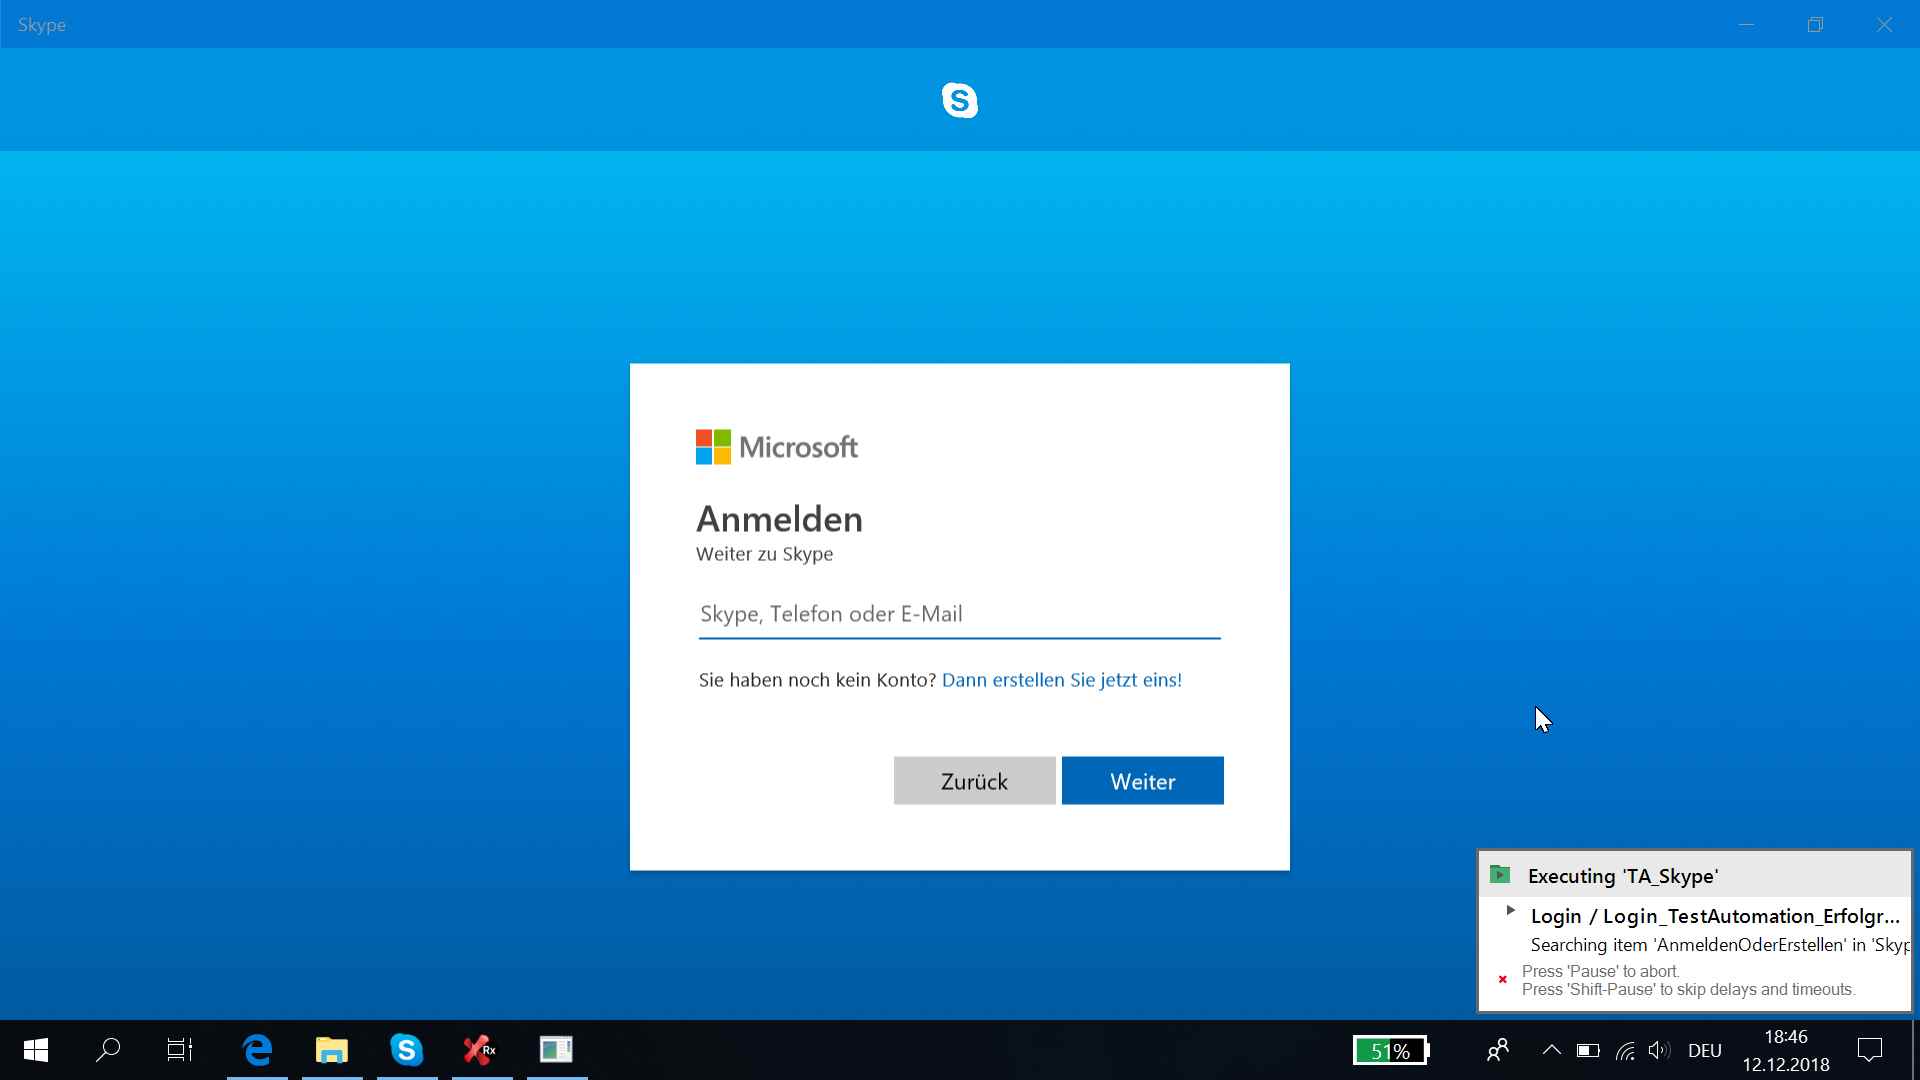 Skype
Microsoft
Anmelden
Weiter zu Skype
Skype, Telefon oder E-Mail
Sie haben noch kein Konto? Dann erstellen Sie jetzt eins!
Zurück
Weiter
Executing 'TA_Skype'
Login / Login_TestAutomation_Erfolgr...
Searching item 'AnmeldenOderErstellen' in 'Skyp
Press 'Pause' to abort.
Press 'Shift-Pause' to skip delays and timeouts.
Rx
51%
DEU
18:46
12.12.2018